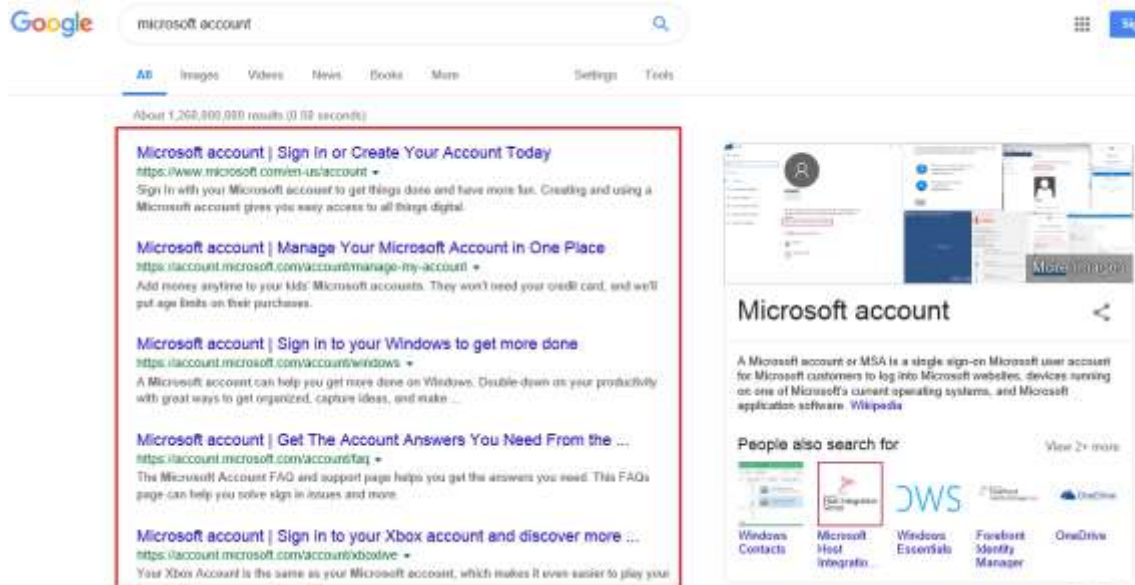 Google
microsoft account
All Images Videos News Books More Settings Tools
About 1,260,000,000 results
Microsoft account | Sign In or Create Your Account Today
https://www.microsoft.com/en-us/account
Sign in with your Microsoft account to get things done and have more fun. Creating and using a
Microsoft account gives you easy access to all things digital.
Microsoft account | Manage Your Microsoft Account in One Place
https://account.microsoft.com/account/manage-my-account
Add money anytime to your kids' Microsoft accounts. They won't need your credit card, and we'll
put age limits on their purchases.
Microsoft account | Sign in to your Windows to get more done
https://account.microsoft.com/account/windows
A Microsoft account can help you get more done on Windows. Double-down on your productivity
with great ways to get organized, capture ideas, and make ...
Microsoft account | Get The Account Answers You Need From the ...
https://account.microsoft.com/account/faq
The Microsoft Account FAQ and support page helps you get the answers you need. This FAQs
page can help you solve sign in issues and more.
Microsoft account | Sign in to your Xbox account and discover more ...
https://account.microsoft.com/account/xboxlive
Your Xbox Account is the same as your Microsoft account, which makes it even easier to play your
More images
Microsoft account
A Microsoft account or MSA is a single sign-on Microsoft user account
for Microsoft customers to log into Microsoft websites, devices running
on one of Microsoft's current operating systems, and Microsoft
application software. Wikipedia
People also search for View 2+ more
OWS OneDrive
Windows Microsoft Windows Forefront OneDrive
Contacts Host Essentials Identity
Integratio... Manager